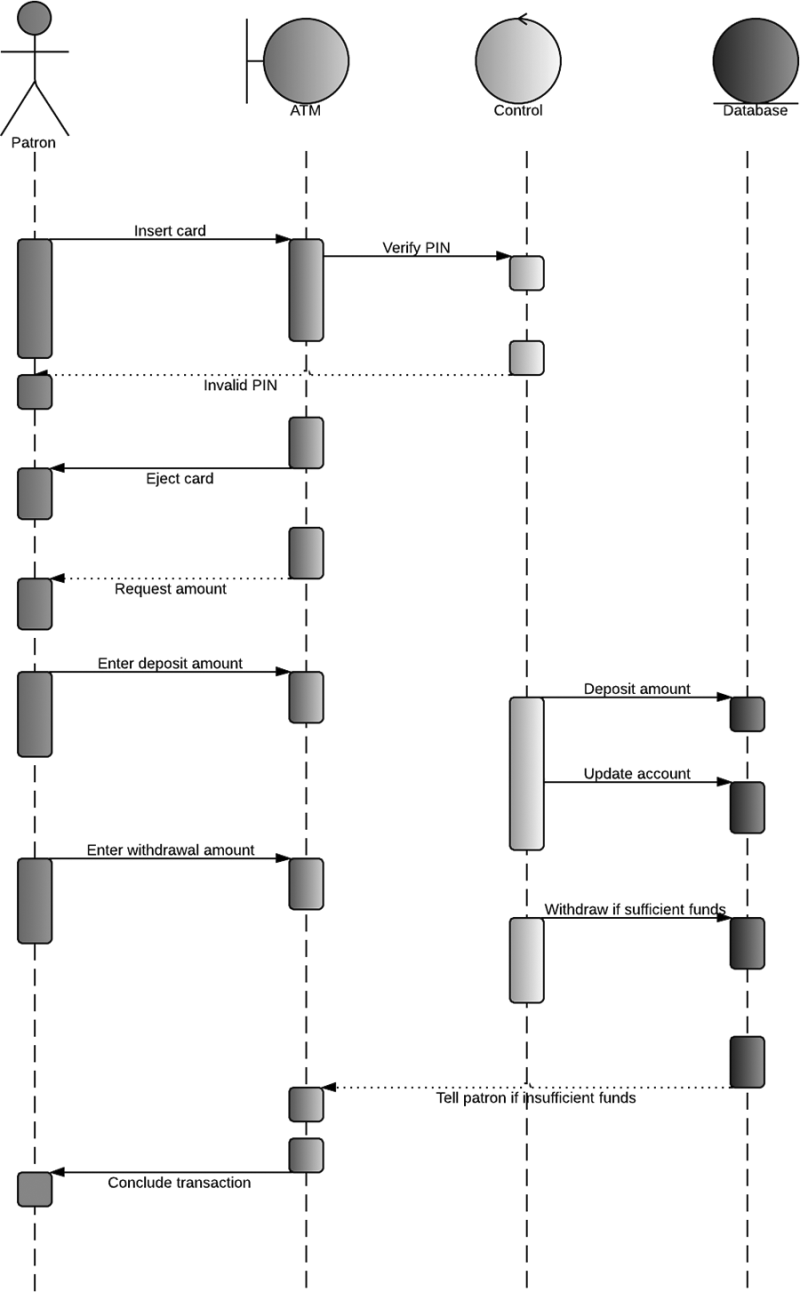 Patron
ATM
Control
Database
Insert card
Verify PIN
Invalid PIN
Eject card
Request amount
Enter deposit amount
Deposit amount
Update account
Enter withdrawal amount
Withdraw if sufficient funds
Tell patron if insufficient funds
Conclude transaction